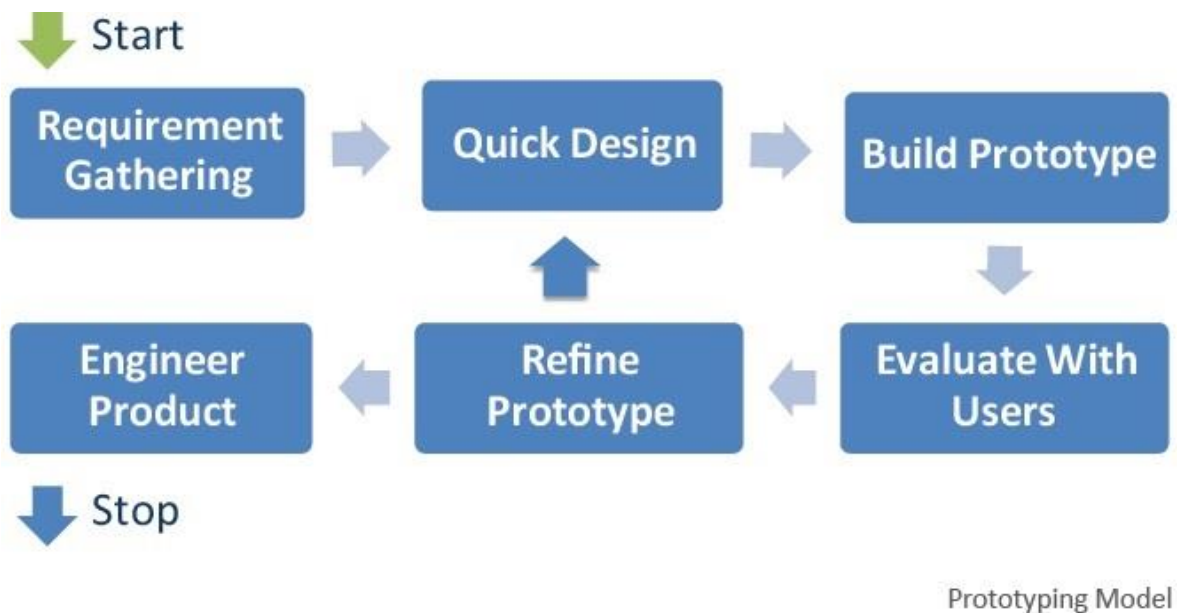 Start
Requirement
Gathering
Quick Design
Build Prototype
Engineer
Product
Refine
Prototype
Evaluate With
Users
Stop
Prototyping Model